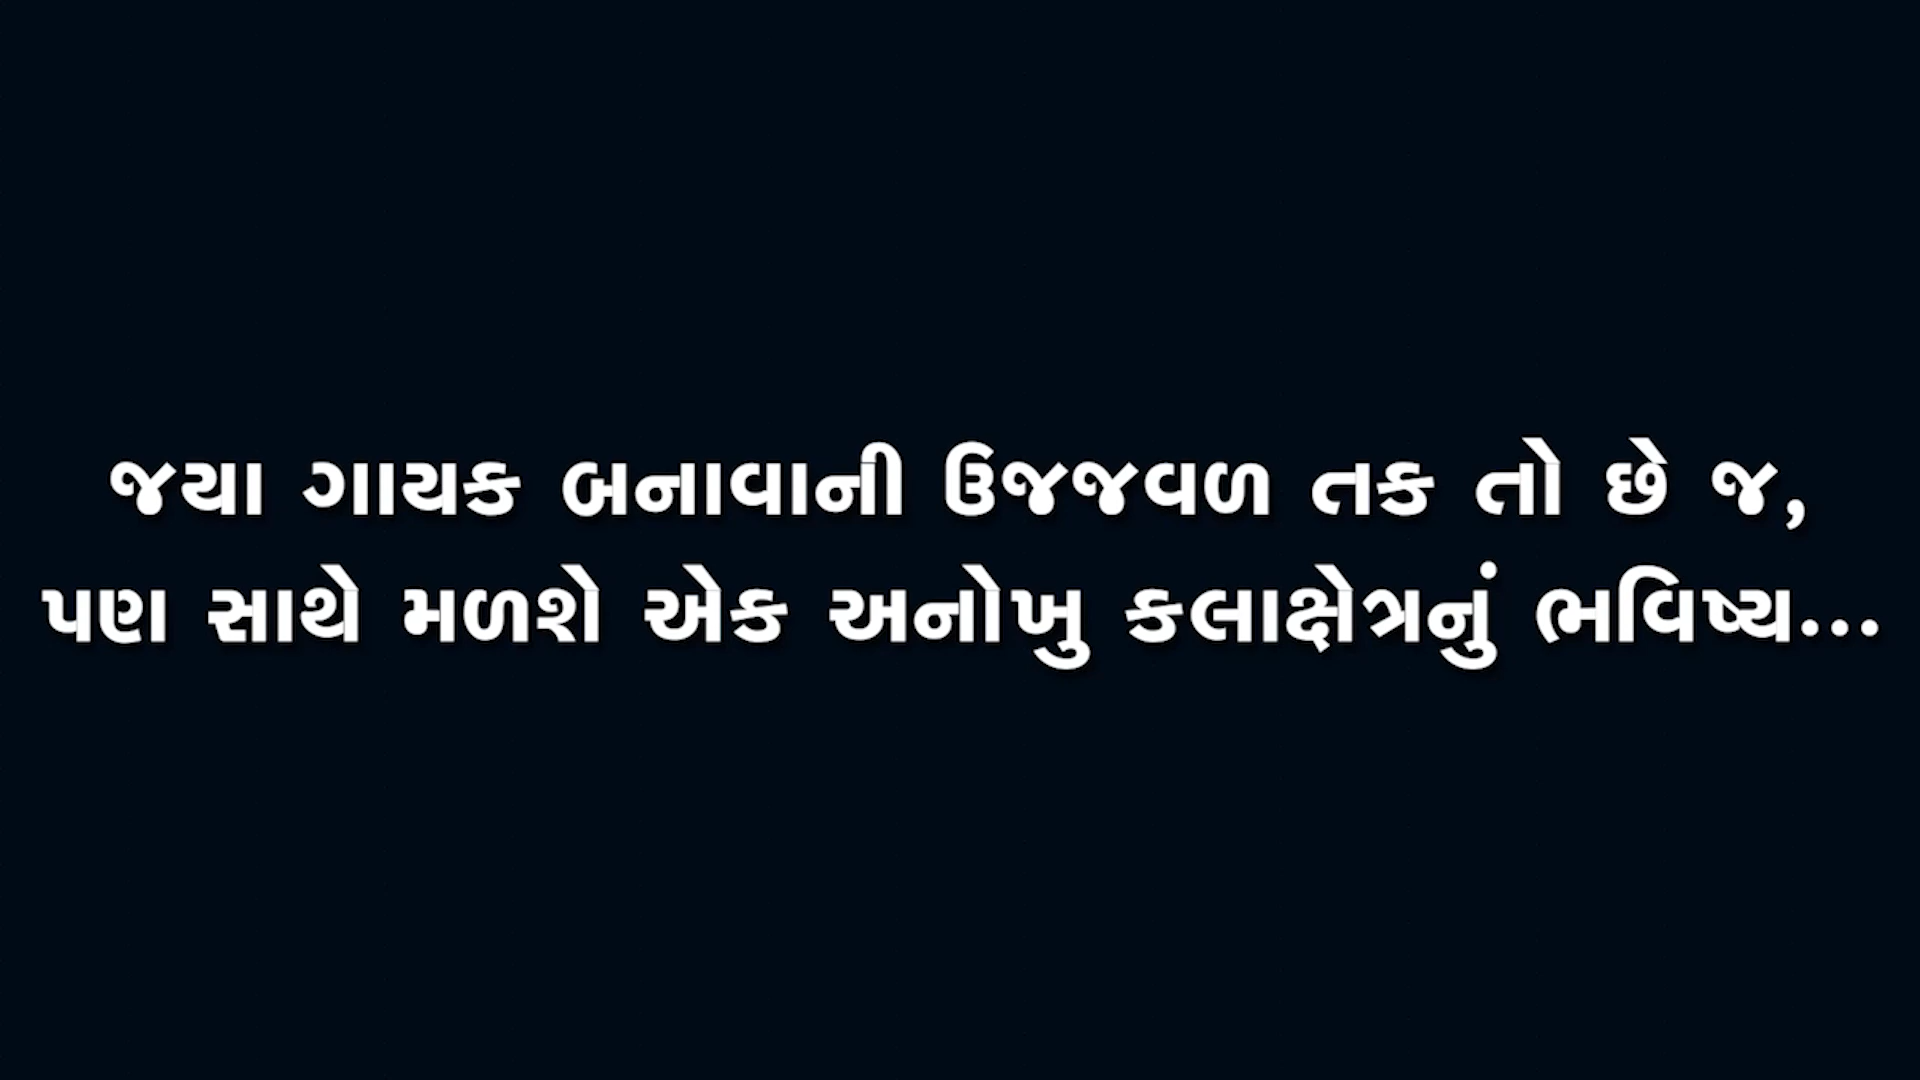 જયા ગાયક બનાવાની ઉજજવળ તક તો છે જ,
પણ સાથે મળશે એક અનોખુ કલાક્ષેત્રનું ભવિષ્ય...